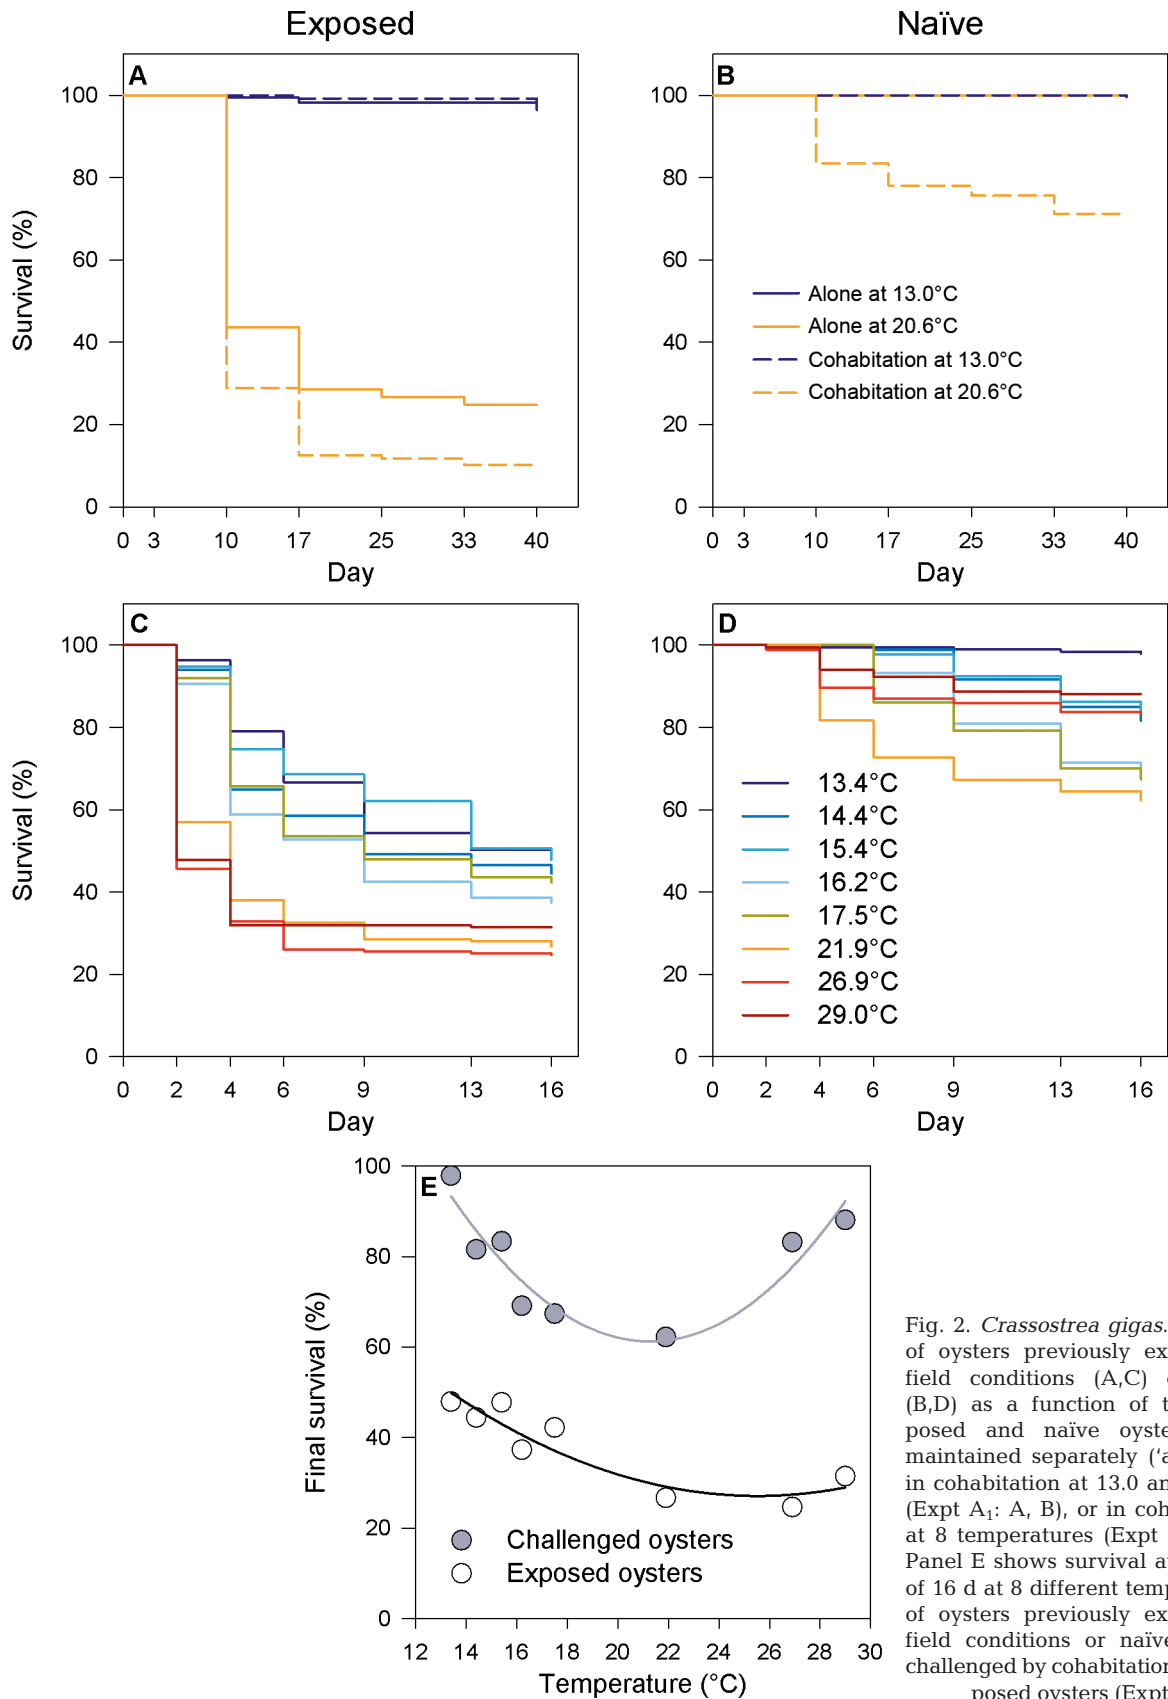 Exposed
Naïve
A
Survival (%)
100
80
60
40
20
0
0 3 10 17 25 33 40
Day
B
100
80
60
40
20
0
Alone at 13.0°C
Alone at 20.6°C
Cohabitation at 13.0°C
Cohabitation at 20.6°C
0 3 10 17 25 33 40
Day
C
Survival (%)
100
80
60
40
20
0
0 2 4 6 9 13 16
Day
D
100
80
60
40
20
0
13.4°C
14.4°C
15.4°C
16.2°C
17.5°C
21.9°C
26.9°C
29.0°C
0 2 4 6 9 13 16
Day
E
Final survival (%)
100
80
60
40
20
0
Challenged oysters
Exposed oysters
12 14 16 18 20 22 24 26 28 30
Temperature (°C)
Fig. 2. Crassostrea gigas.
of oysters previously ex
field conditions (A,C)
(B,D) as a function of t
posed and naïve oyste
maintained separately ('a
in cohabitation at 13.0 an
(Expt A₁: A, B), or in coh
at 8 temperatures (Expt
Panel E shows survival a
of 16 d at 8 different temp
of oysters previously ex
field conditions or naïve
challenged by cohabitation
posed oysters (Expt